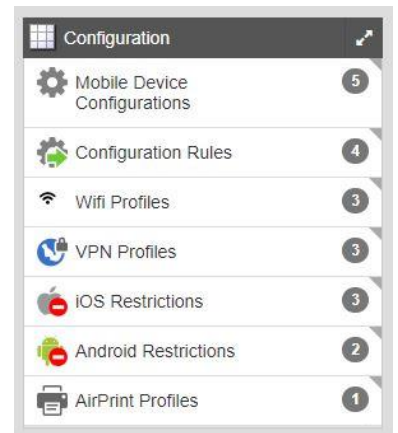 Configuration
Mobile Device 5
Configurations
Configuration Rules 4
Wifi Profiles 3
VPN Profiles 3
iOS Restrictions 3
Android Restrictions 2
AirPrint Profiles 1